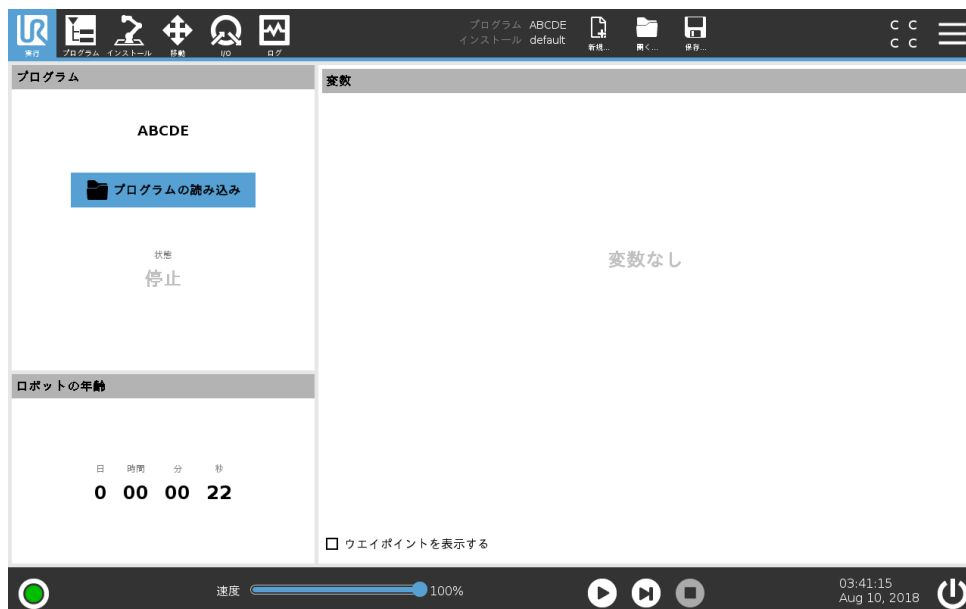 UR
実行
プログラム
インストール
移動
I/O
ログ
プログラム ABCDE
インストール default
新規...
開く...
保存...
C C
C C
プログラム
ABCDE
プログラムの読み込み
状態
停止
ロボットの年齢
日 時間 分 秒
0 00 00 22
変数
変数なし
ウエイポイントを表示する
速度 100%
03:41:15
Aug 10, 2018